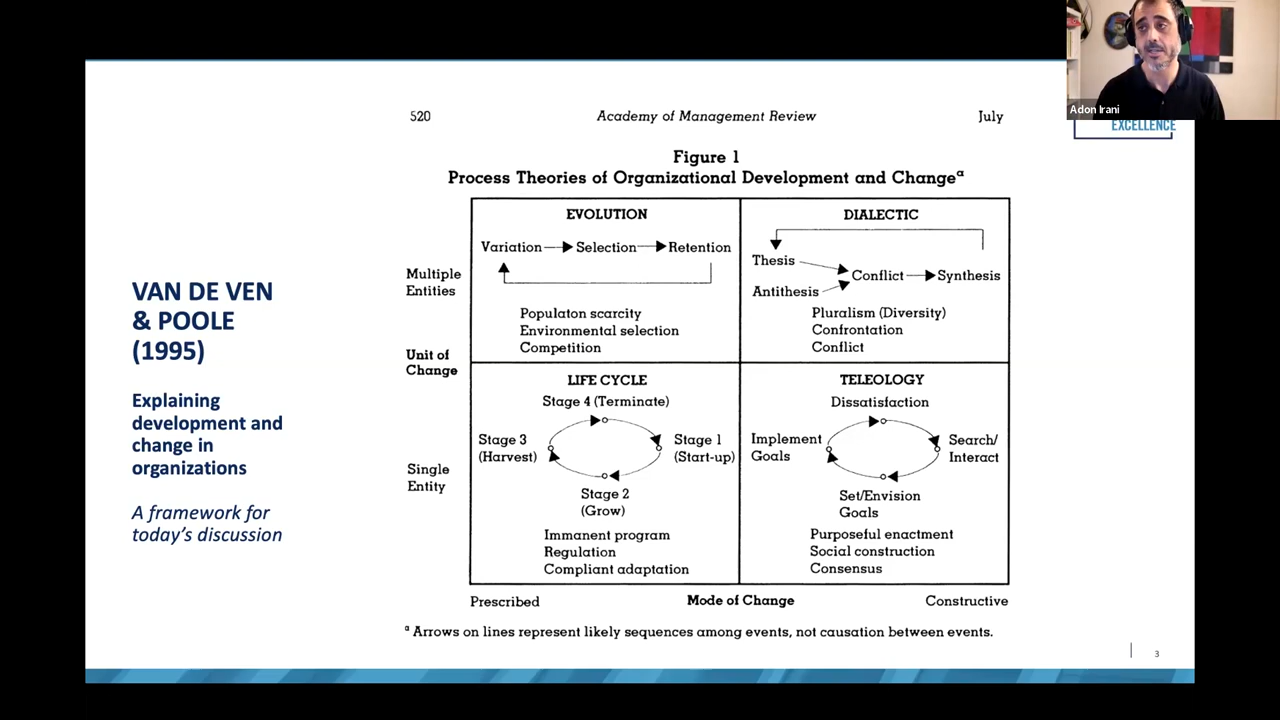 Adon Irani
EXCELLENCE
520 Academy of Management Review July
Figure 1
Process Theories of Organizational Development and Changeᵃ
VAN DE VEN
& POOLE
(1995)
Explaining
development and
change in
organizations
A framework for
today's discussion
Multiple
Entities
Unit of
Change
Single
Entity
EVOLUTION
Variation Selection Retention
Populaton scarcity
Environmental selection
Competition
DIALECTIC
Thesis
Antithesis
Conflict Synthesis
Pluralism (Diversity)
Confrontation
Conflict
LIFE CYCLE
Stage 4 (Terminate)
Stage 3
(Harvest)
Stage 1
(Start-up)
Stage 2
(Grow)
Immanent program
Regulation
Compliant adaptation
TELEOLOGY
Dissatisfaction
Implement
Goals
Search/
Interact
Set/Envision
Goals
Purposeful enactment
Social construction
Consensus
Prescribed Mode of Change Constructive
ᵃ Arrows on lines represent likely sequences among events, not causation between events.
3